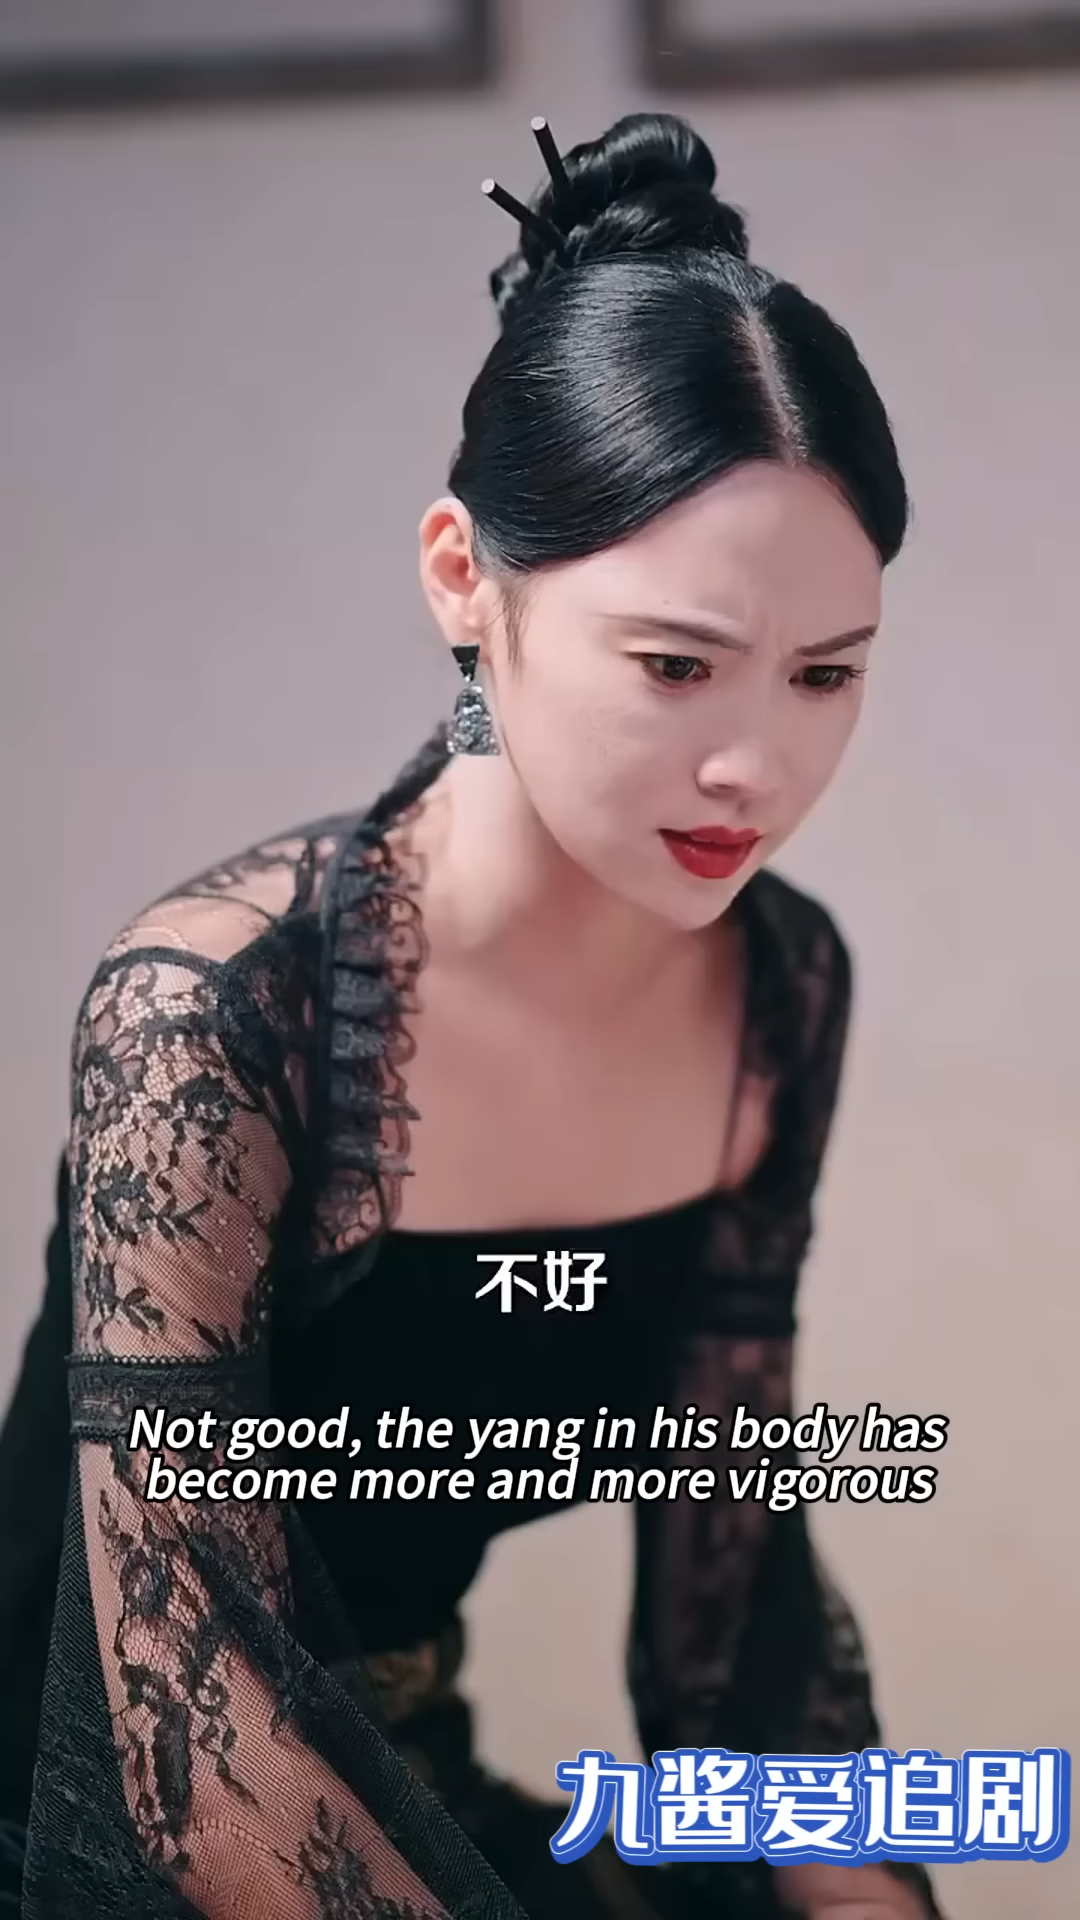 不好
Not good, the yang in his body has
become more and more vigorous
九酱爱追剧